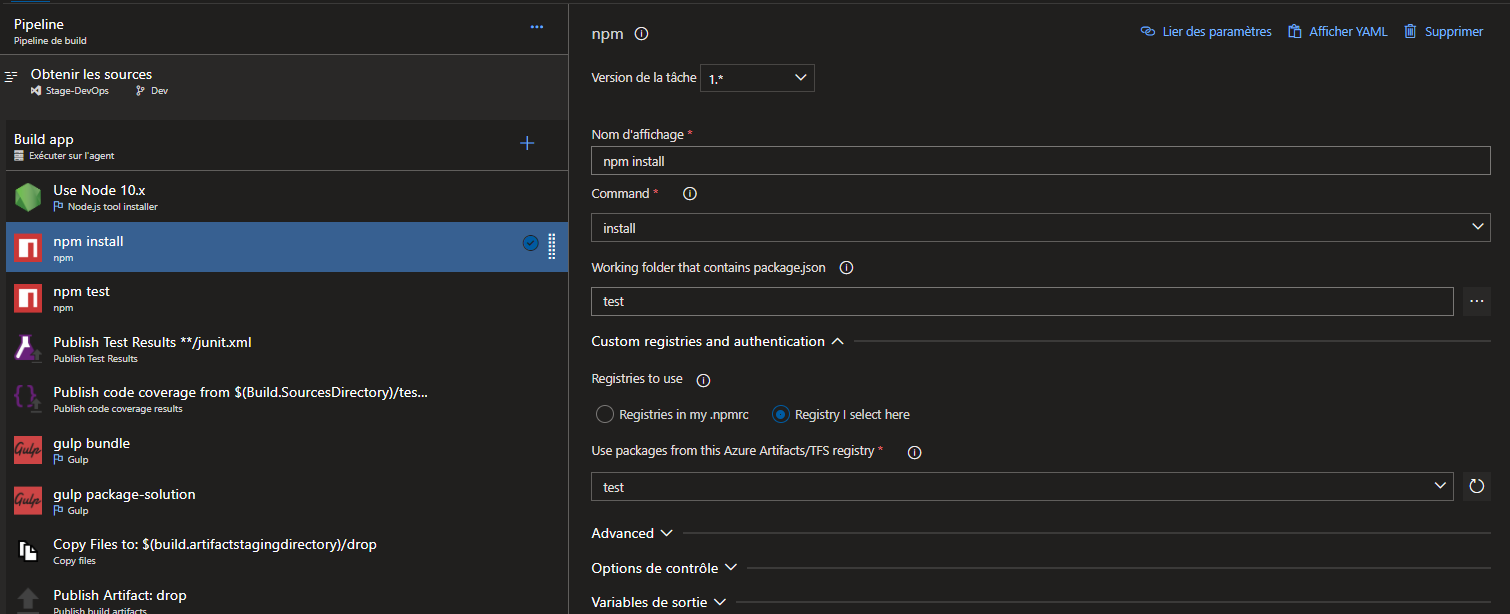 Pipeline
...
Pipeline de build
Obtenir les sources
Stage-DevOps Dev
Build app
Exécuter sur l'agent
Use Node 10.x
Node.js tool installer
npm install
npm
npm test
npm
Publish Test Results **/junit.xml
Publish Test Results
Publish code coverage from $(Build.SourcesDirectory)/tes...
Publish code coverage results
Gulp
gulp bundle
Gulp
Gulp
gulp package-solution
Gulp
Copy Files to: $(build.artifactstagingdirectory)/drop
Copy files
Publish Artifact: drop
Publish build artifacts
npm
Lier des paramètres Afficher YAML Supprimer
Version de la tâche 1.*
Nom d'affichage *
npm install
Command *
install
Working folder that contains package.json
test
...
Custom registries and authentication
Registries to use
Registries in my .npmrc Registry I select here
Use packages from this Azure Artifacts/TFS registry *
test
Advanced
Options de contrôle
Variables de sortie